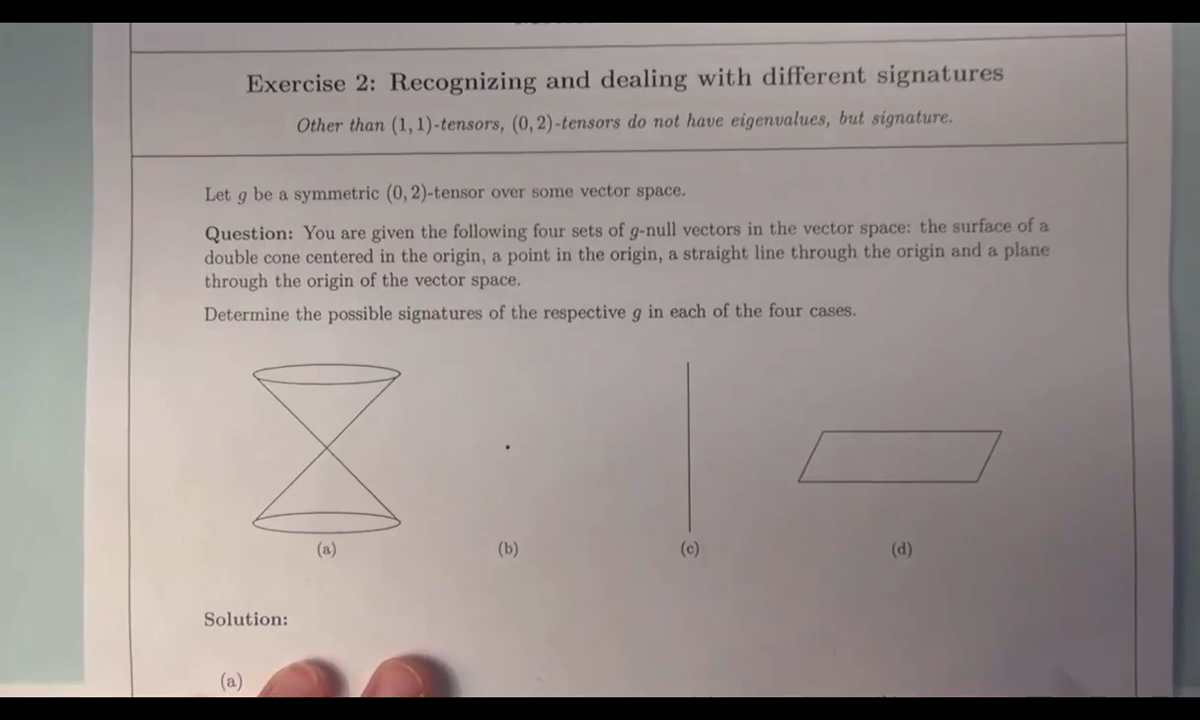 Exercise 2: Recognizing and dealing with different signatures
Other than (1, 1)-tensors, (0, 2)-tensors do not have eigenvalues, but signature.
Let g be a symmetric (0, 2)-tensor over some vector space.
Question: You are given the following four sets of g-null vectors in the vector space: the surface of a
double cone centered in the origin, a point in the origin, a straight line through the origin and a plane
through the origin of the vector space.
Determine the possible signatures of the respective g in each of the four cases.
(a) (b) (c) (d)
Solution:
(a)